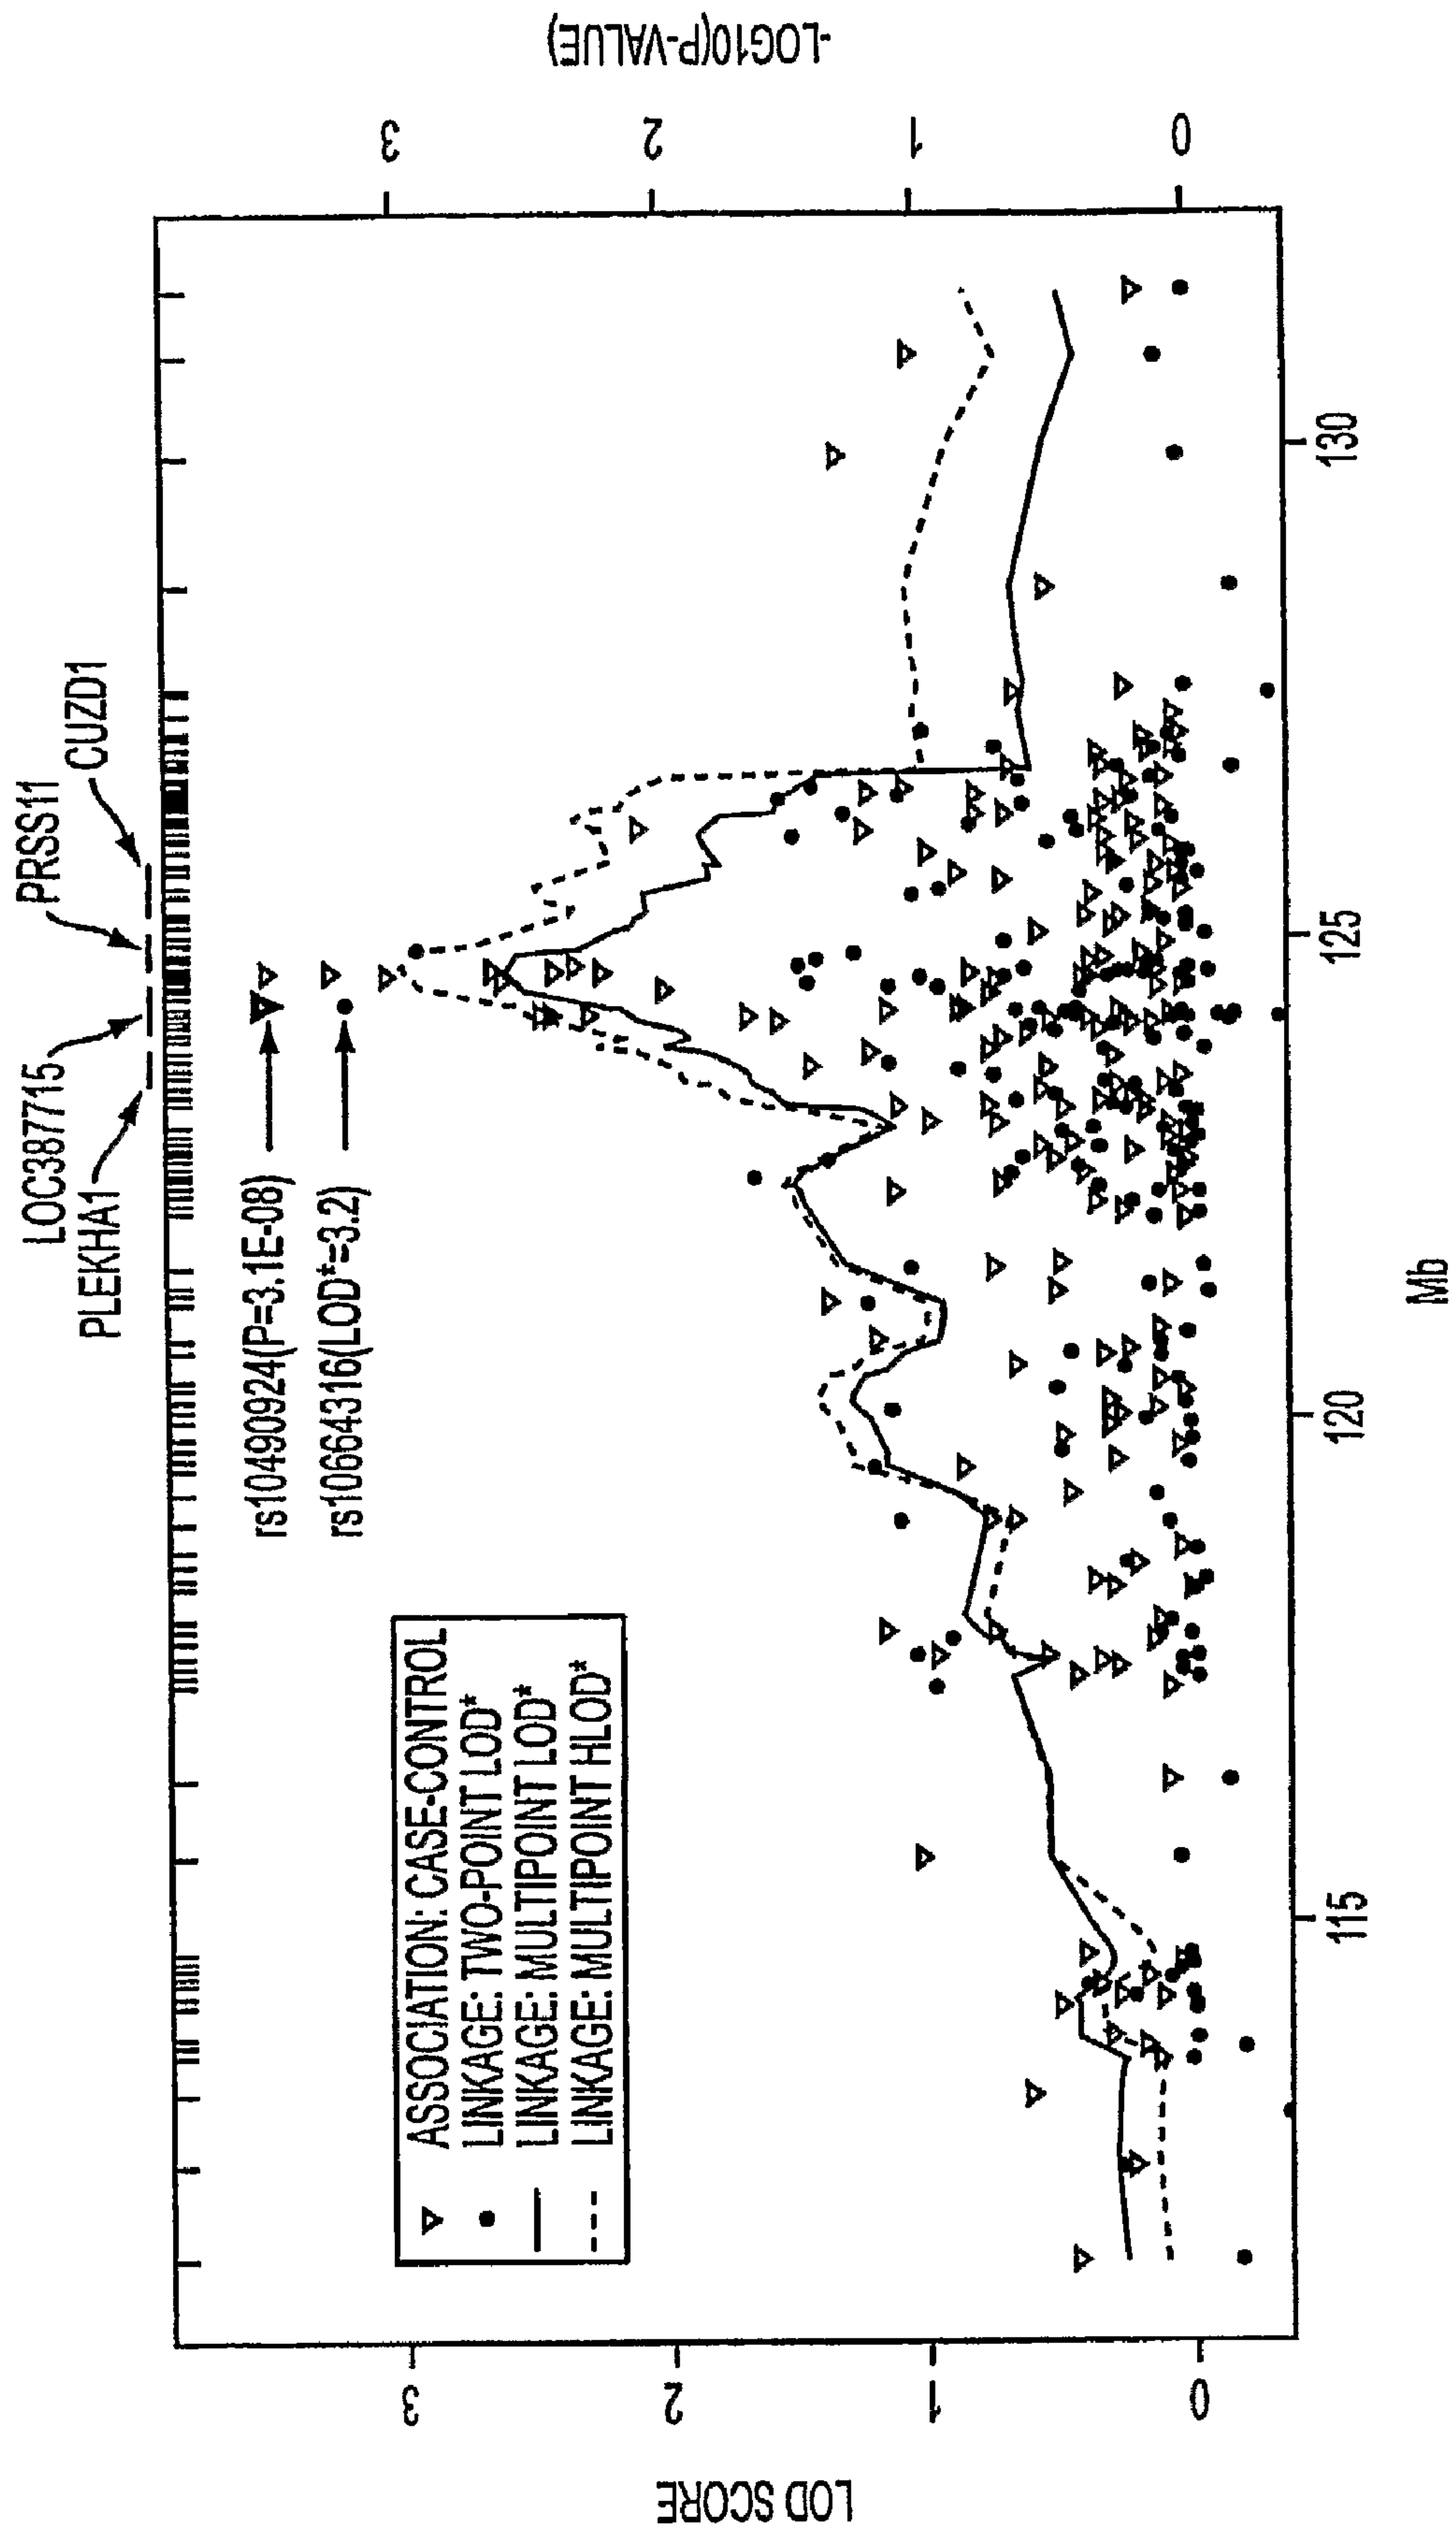 LOC387715
PLEKHA1
PRSS11
CUZD1
rs10490924(P=3.1E-08)
rs10664316(LOD*=3.2)
ASSOCIATION: CASE-CONTROL
LINKAGE: TWO-POINT LOD*
LINKAGE: MULTIPOINT LOD*
LINKAGE: MULTIPOINT HLOD*
LOD SCORE
3
2
1
0
-LOG10(P-VALUE)
3
2
1
0
115
120
125
130
Mb